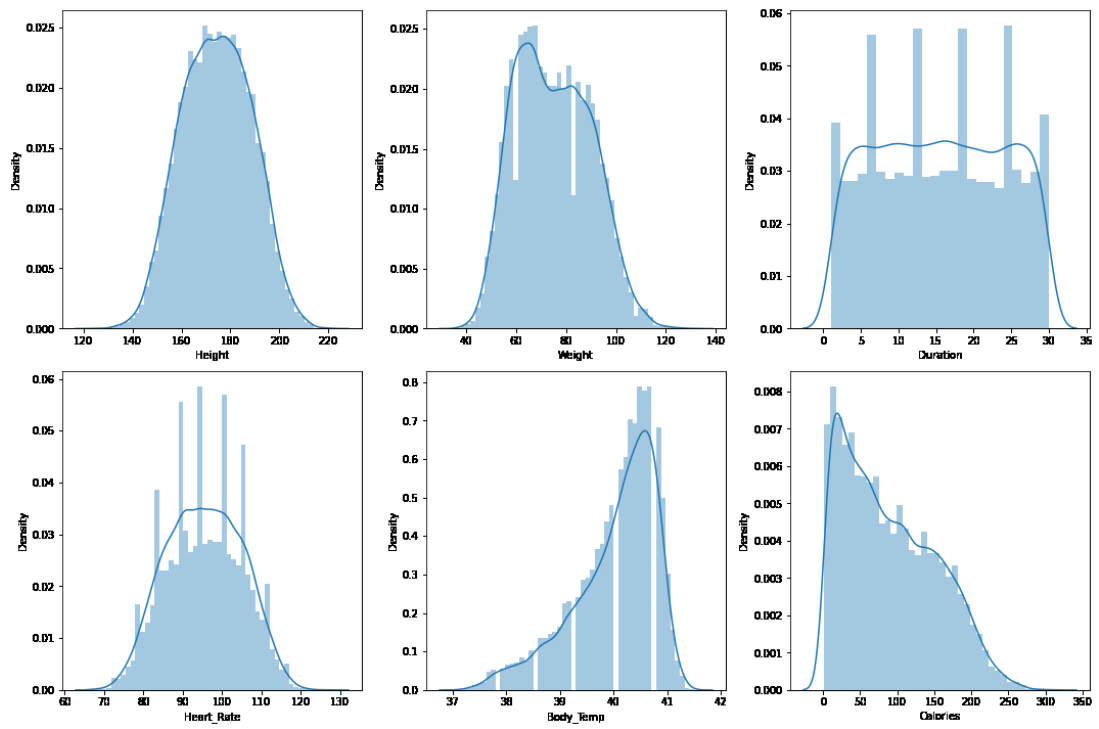 0.025
0.020
0.015
0.010
0.005
0.000
Density
120 140 160 180 200 220
Height
0.025
0.020
0.015
0.010
0.005
0.000
Density
40 60 80 100 120 140
Weight
0.06
0.05
0.04
0.03
0.02
0.01
0.00
Density
0 5 10 15 20 25 30 35
Duration
0.06
0.05
0.04
0.03
0.02
0.01
0.00
Density
60 70 80 90 100 110 120 130
Heart_Rate
0.8
0.7
0.6
0.5
0.4
0.3
0.2
0.1
0.0
Density
37 38 39 40 41 42
Body_Temp
0.008
0.007
0.006
0.005
0.004
0.003
0.002
0.001
0.000
Density
0 50 100 150 200 250 300 350
Calories